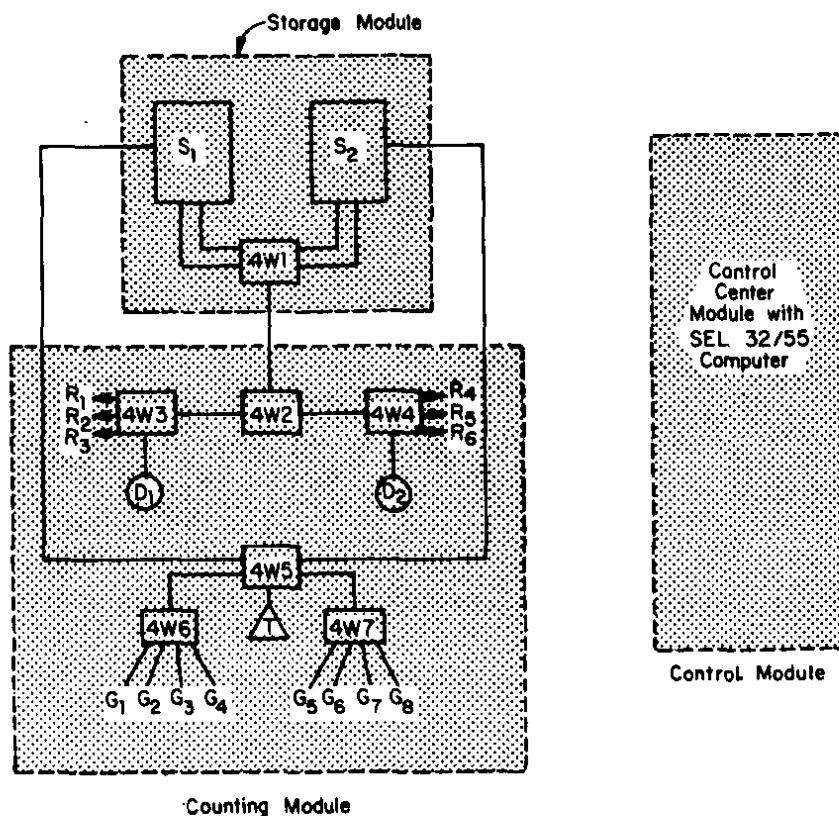 Storage Module
S1
S2
4W1
R1
R2
R3
4W3
4W2
4W4
R4
R5
R6
D1
D2
4W5
4W6
T
4W7
G1 G2 G3 G4
G5 G6 G7 G8
Counting Module
Control
Center
Module with
SEL 32/55
Computer
Control Module